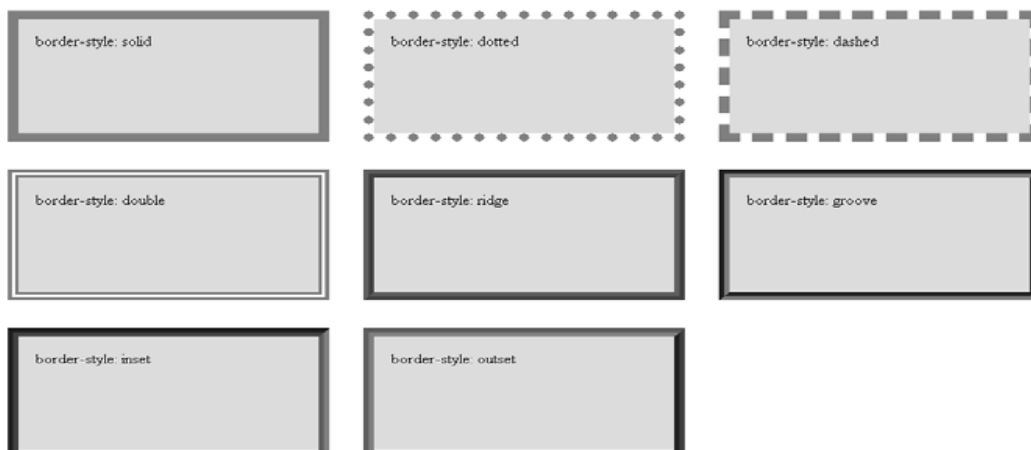 border-style: solid
border-style: dotted
border-style: dashed
border-style: double
border-style: ridge
border-style: groove
border-style: inset
border-style: outset